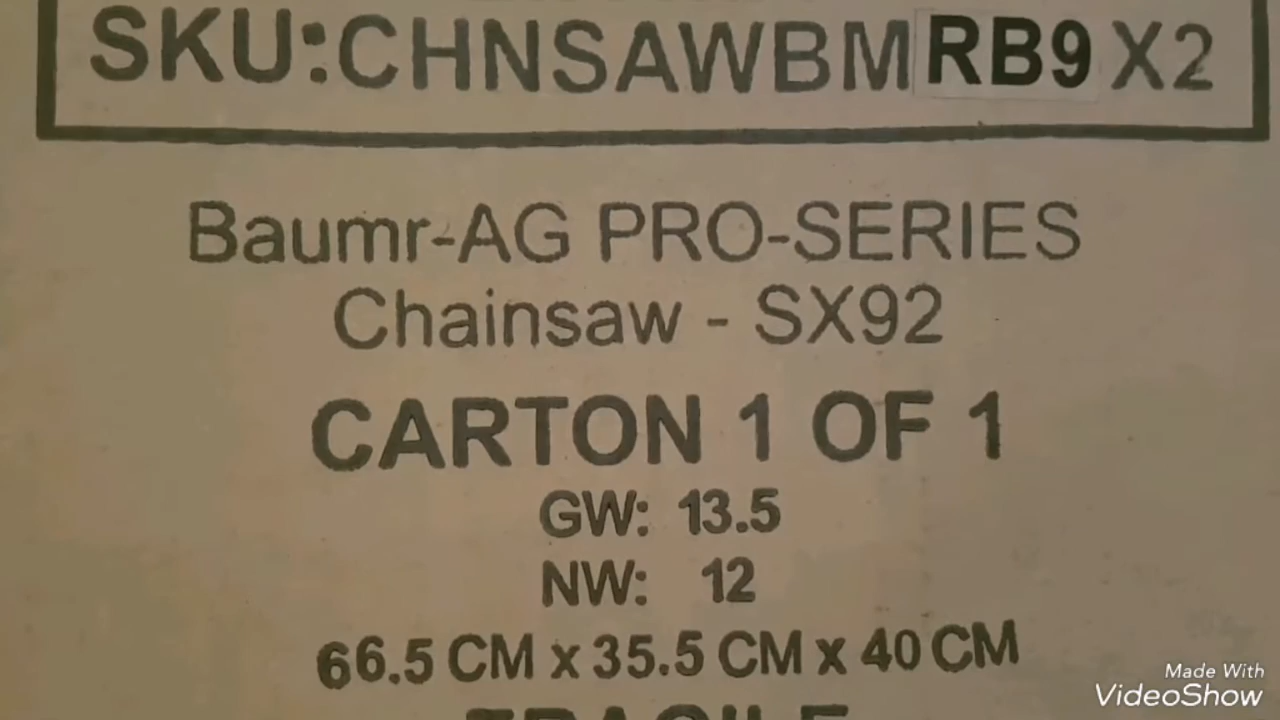 SKU:CHNSAWBMRB9X2
Baumr-AG PRO-SERIES
Chainsaw - SX92
CARTON 1 OF 1
GW: 13.5
NW: 12
66.5 CM x 35.5 CM x 40 CM
FRAGILE
Made With
VideoShow